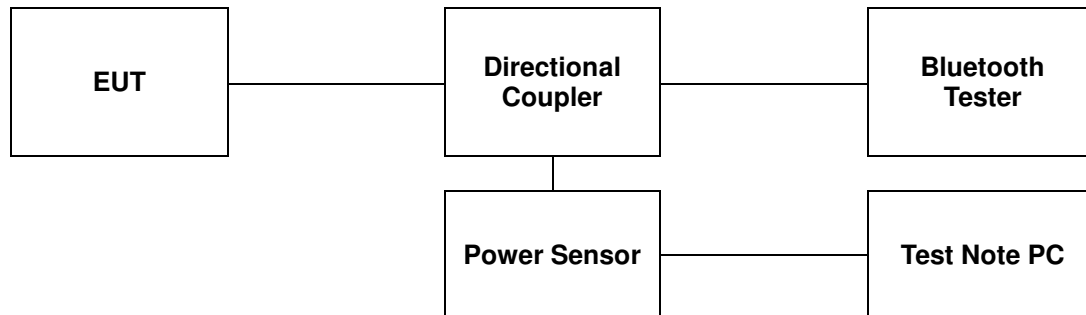 EUT
Directional
Coupler
Bluetooth
Tester
Power Sensor
Test Note PC